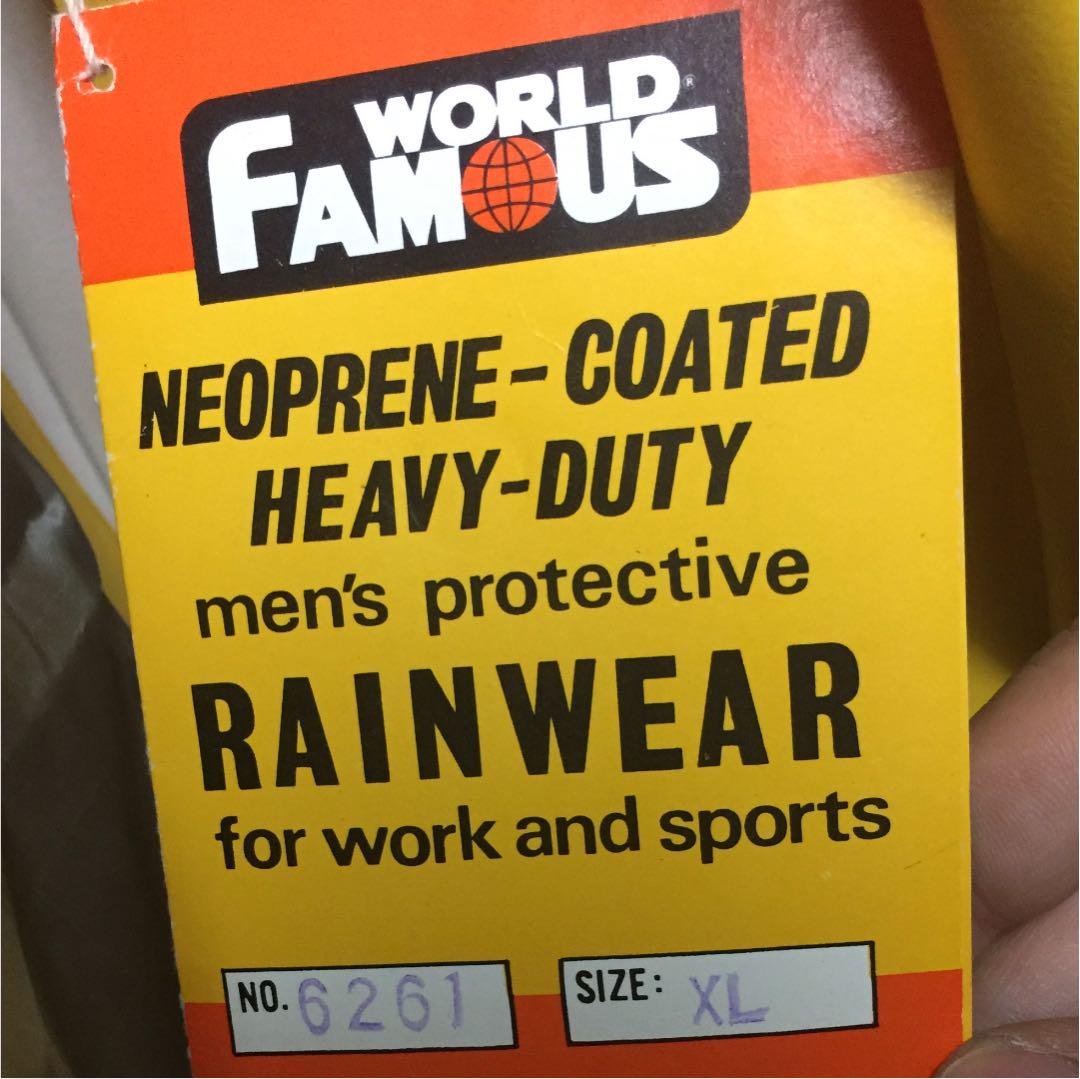 WORLD ®
FAMOUS
NEOPRENE-COATED
HEAVY-DUTY
men's protective
RAINWEAR
for work and sports
NO. 6261
SIZE: XL